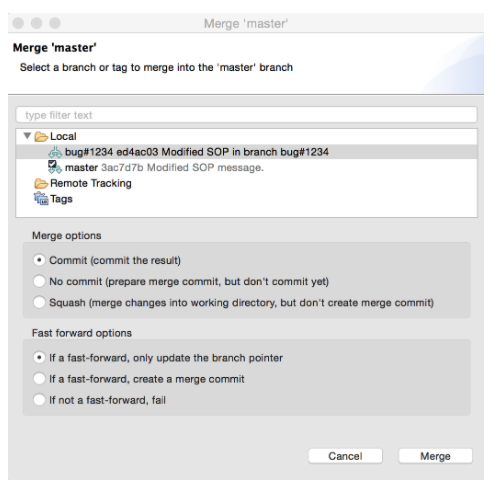 Merge 'master'
Merge 'master'
Select a branch or tag to merge into the 'master' branch
type filter text
Local
bug#1234 ed4ac03 Modified SOP in branch bug#1234
master 3ac7d7b Modified SOP message.
Remote Tracking
Tags
Merge options
Commit (commit the result)
No commit (prepare merge commit, but don't commit yet)
Squash (merge changes into working directory, but don't create merge commit)
Fast forward options
If a fast-forward, only update the branch pointer
If a fast-forward, create a merge commit
If not a fast-forward, fail
Cancel Merge